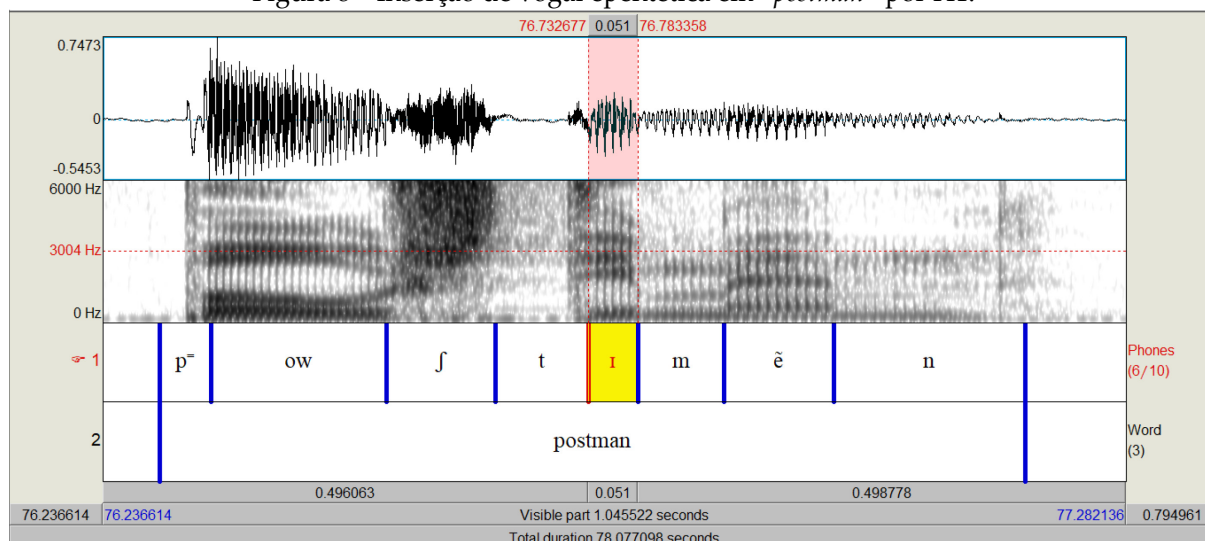 76.732677 0.051 76.783358
0.7473
0
-0.5453
6000 Hz
3004 Hz
0 Hz
☞ 1 p⁼ ow ʃ t ɪ m ẽ n Phones
(6/10)
2 postman Word
(3)
0.496063 0.051 0.498778
76.236614 76.236614 Visible part 1.045522 seconds 77.282136 0.794961
Total duration 78.077098 seconds